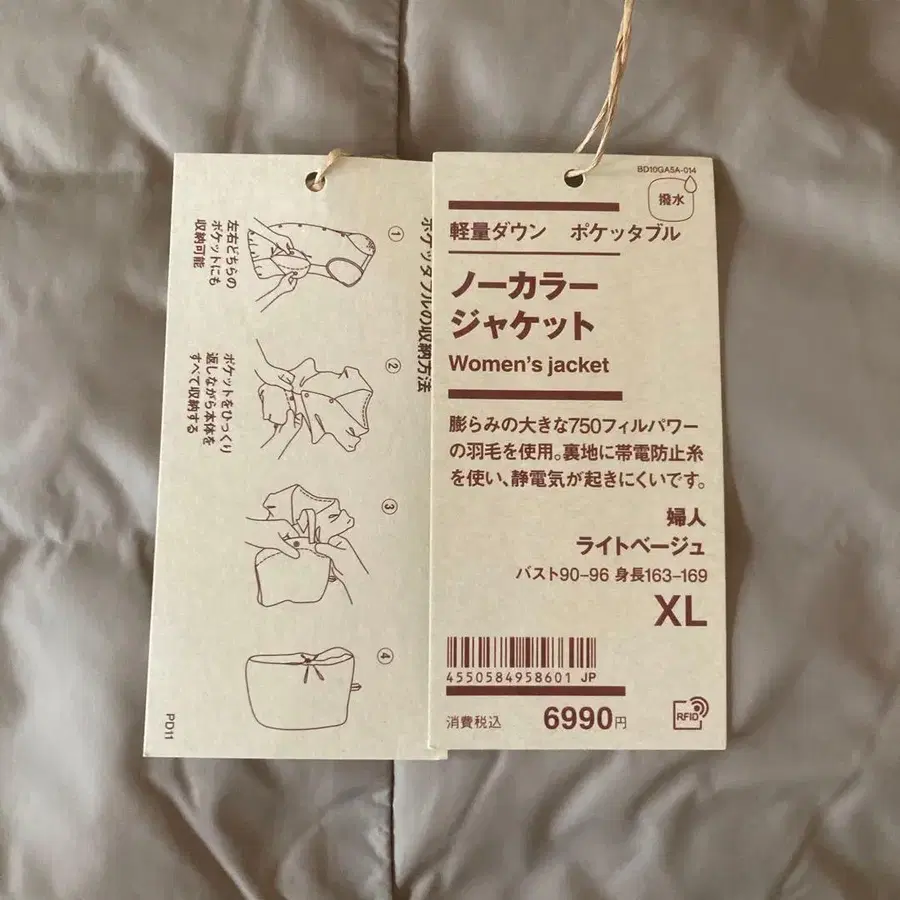 ポケッタブルの収納方法
①
左右どちらの
ポケットにも
収納可能
②
ポケットをひっくり
返しながら本体を
すべて収納する
③
④
PD11
BD10GA5A-014
撥水
軽量ダウン ポケッタブル
ノーカラー
ジャケット
Women's jacket
膨らみの大きな750フィルパワー
の羽毛を使用。裏地に帯電防止糸
を使い、静電気が起きにくいです。
婦人
ライトベージュ
バスト90-96 身長163-169
XL
4550584958601 JP
消費税込 6990円
RFID